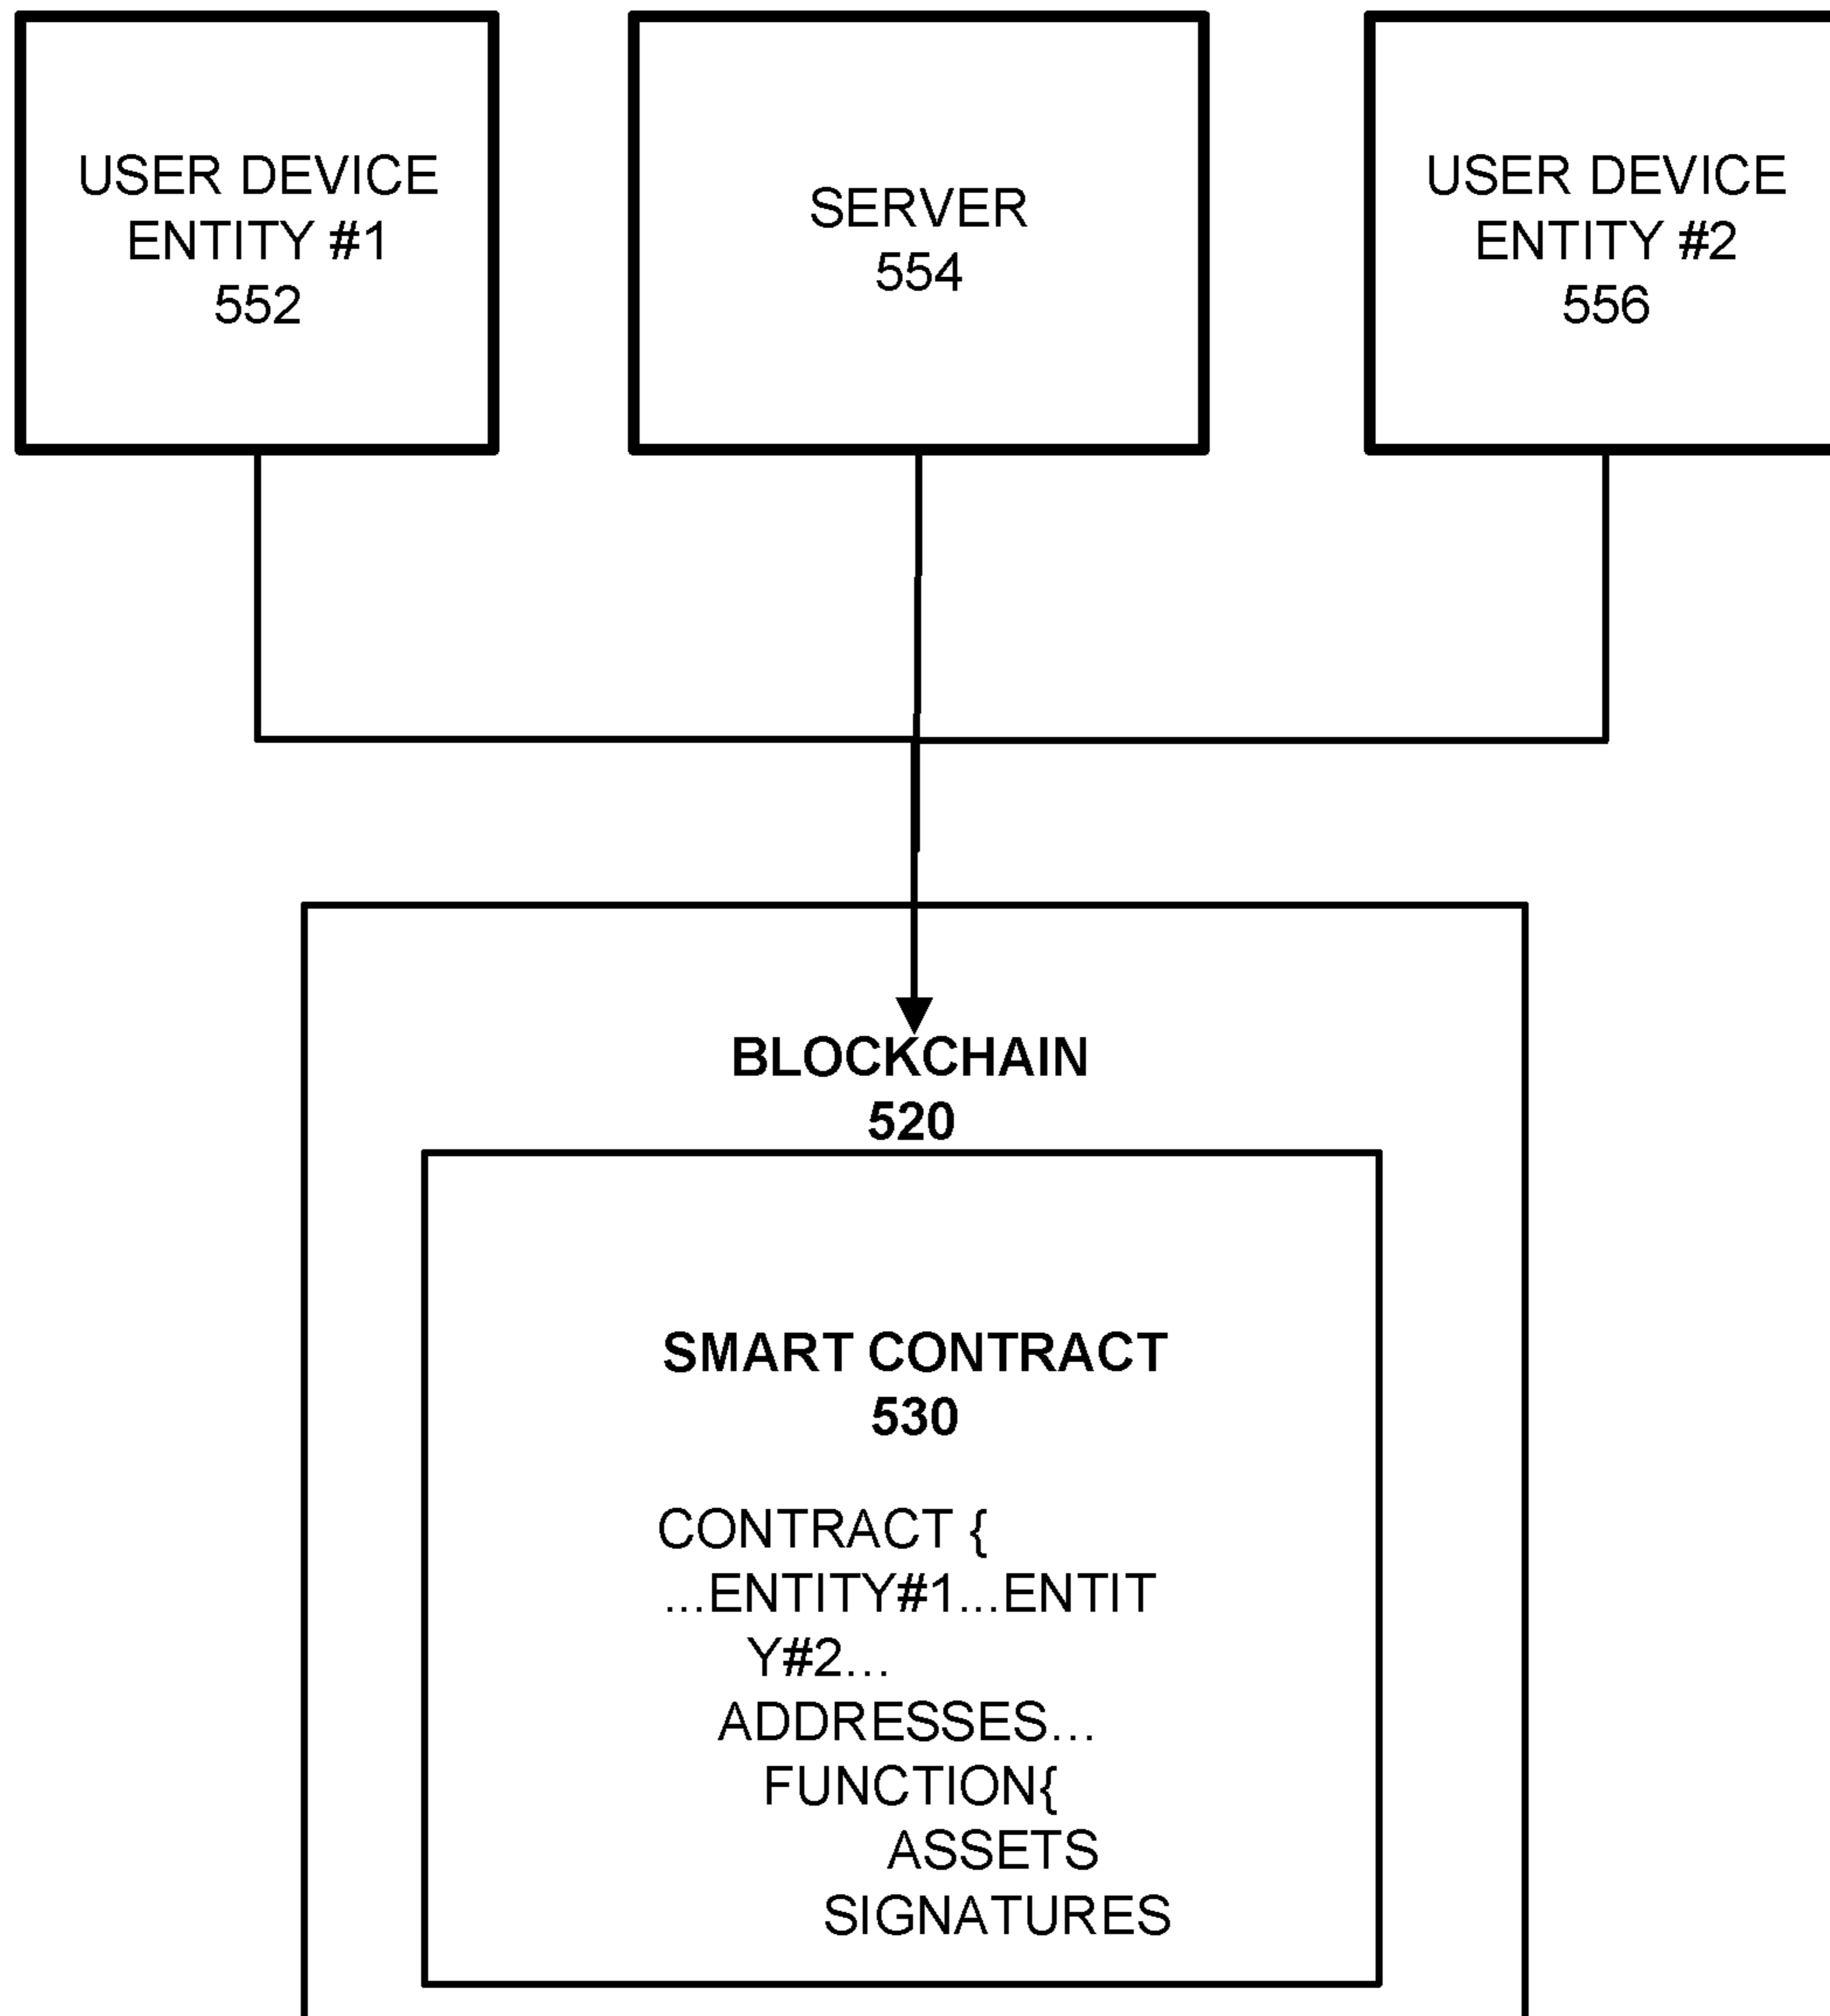 USER DEVICE
ENTITY #1
552
SERVER
554
USER DEVICE
ENTITY #2
556
BLOCKCHAIN
520
SMART CONTRACT
530
CONTRACT {
...ENTITY#1...ENTIT
Y#2...
ADDRESSES...
FUNCTION{
ASSETS
SIGNATURES